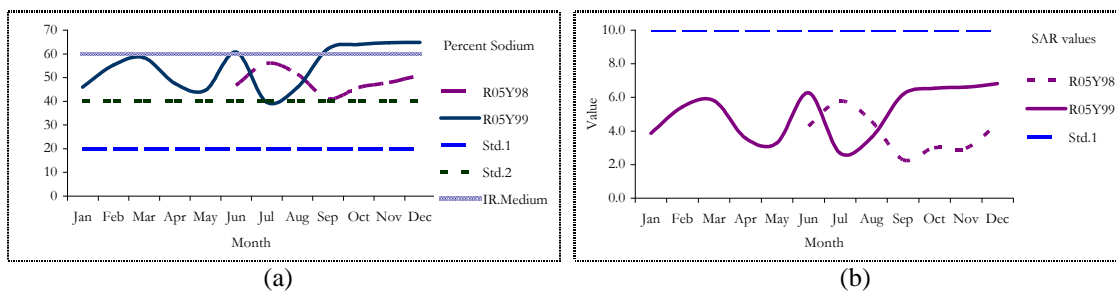 70
60
50
40
30
20
10
0
Jan Feb Mar Apr May Jun Jul Aug Sep Oct Nov Dec
Month
Percent Sodium
R05Y98
R05Y99
Std.1
Std.2
IR.Medium
(a)
10.0
8.0
6.0
4.0
2.0
0.0
Value
Jan Feb Mar Apr May Jun Jul Aug Sep Oct Nov Dec
Month
SAR values
R05Y98
R05Y99
Std.1
(b)